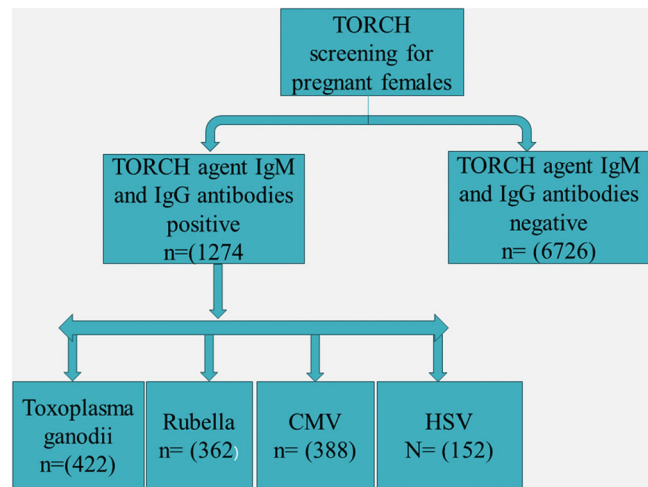 TORCH
screening for
pregnant females
TORCH agent IgM
and IgG antibodies
positive
n=(1274
TORCH agent IgM
and IgG antibodies
negative
n= (6726)
Toxoplasma
ganodii
n=(422)
Rubella
n= (362)
CMV
n= (388)
HSV
N= (152)